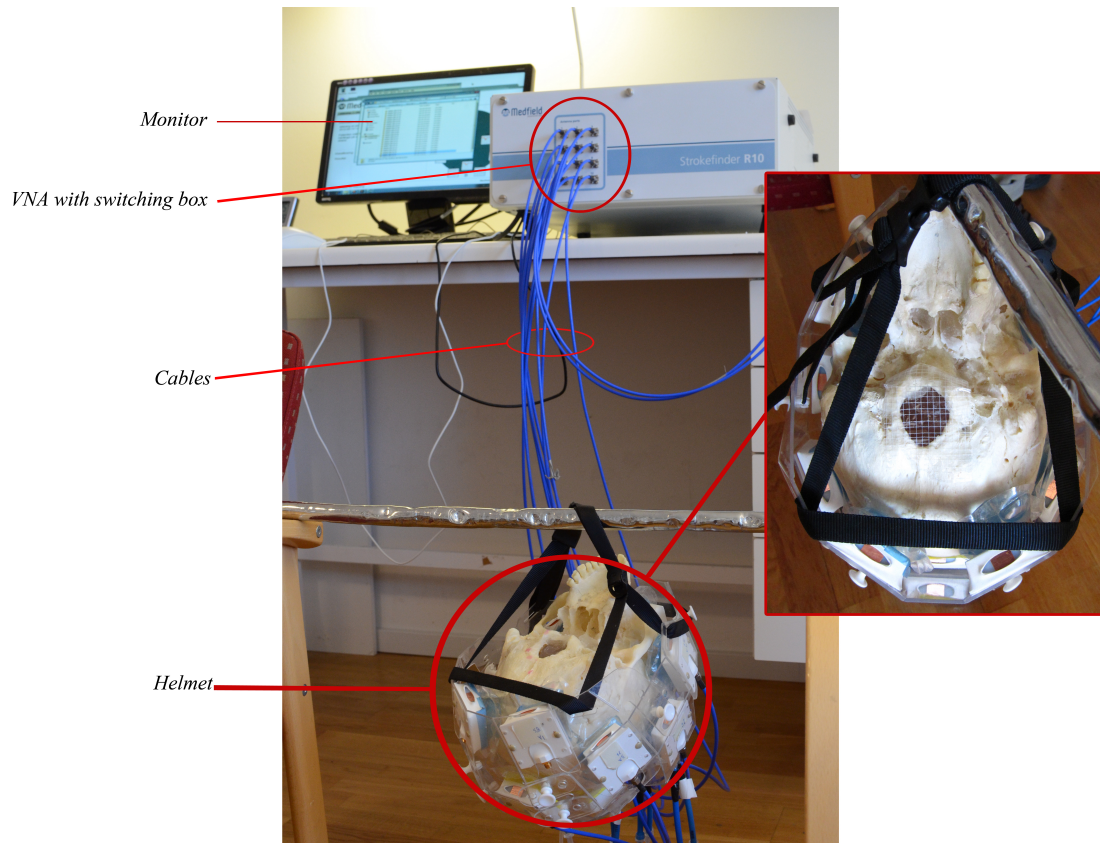 Monitor
Medfield
VNA with switching box
Strokefinder R10
Cables
Helmet